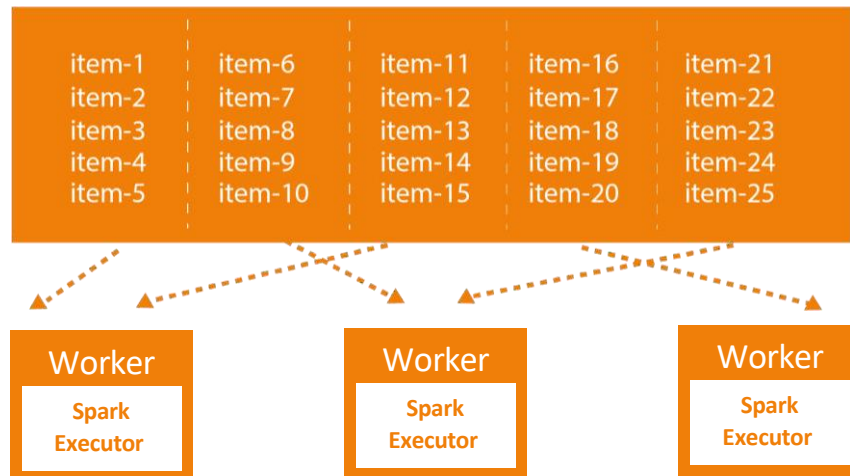 item-1 item-6 item-11 item-16 item-21
item-2 item-7 item-12 item-17 item-22
item-3 item-8 item-13 item-18 item-23
item-4 item-9 item-14 item-19 item-24
item-5 item-10 item-15 item-20 item-25
Worker Worker Worker
Spark Spark Spark
Executor Executor Executor